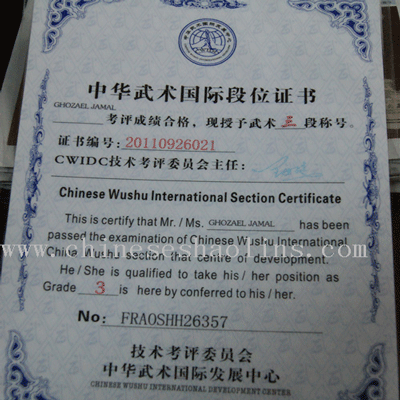 中华武术国际段位证书
GHOZAEL JAMAL
考评成绩合格，现授予武术三段称号。
证书编号：20110926021
CWIDC技术考评委员会主任：
Chinese Wushu International Section Certificate
This is certify that Mr. / Ms. GHOZAEL JAMAL has been
passed the examination of Chinese Wushu International
China Wushu section that centre of development.
www.chineseshaolins.com
He / She is qualified to take his / her position as
Grade 3 is here by conferred to his / her.
No: FRAOSHH26357
技术考评委员会
中华武术国际发展中心
CHINESE WUSHU INTERNATIONAL DEVELOPMENT CENTER